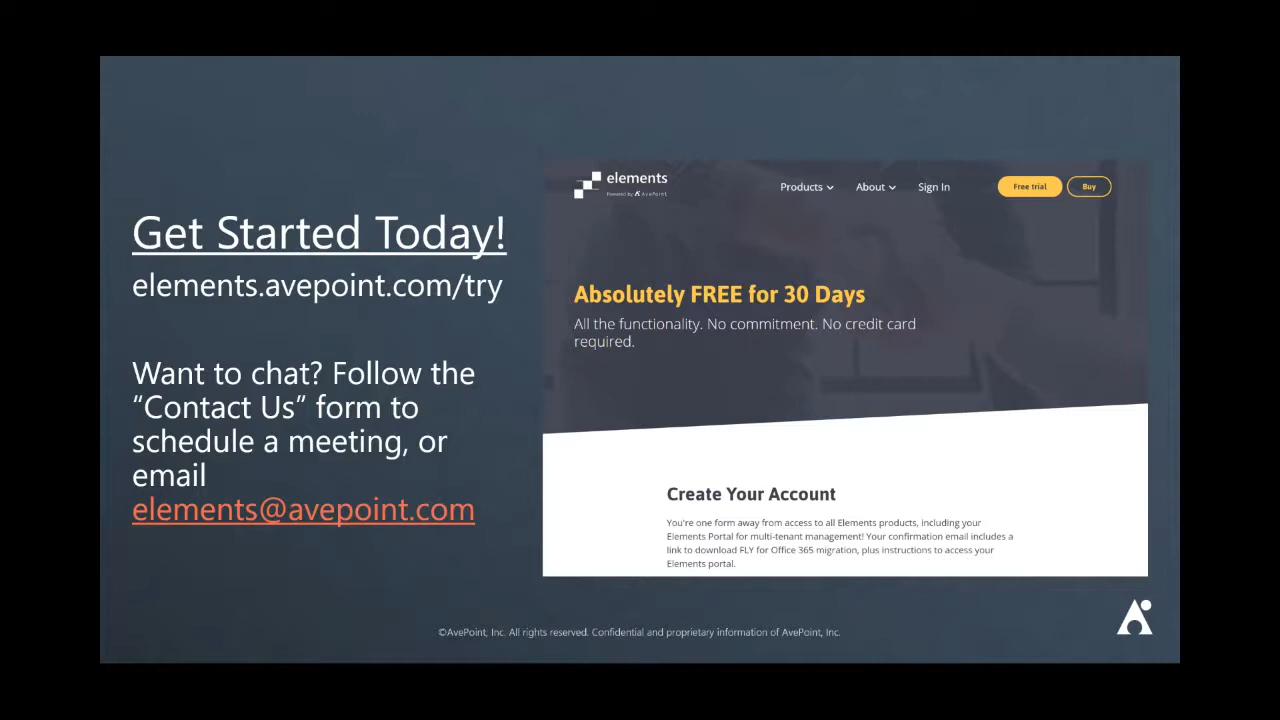 Get Started Today!
elements.avepoint.com/try
Want to chat? Follow the
“Contact Us” form to
schedule a meeting, or
email
elements@avepoint.com
elements
Powered by AvePoint
Products
About
Sign In
Free trial
Buy
Absolutely FREE for 30 Days
All the functionality. No commitment. No credit card
required.
Create Your Account
You're one form away from access to all Elements products, including your
Elements Portal for multi-tenant management! Your confirmation email includes a
link to download FLY for Office 365 migration, plus instructions to access your
Elements portal.
©AvePoint, Inc. All rights reserved. Confidential and proprietary information of AvePoint, Inc.